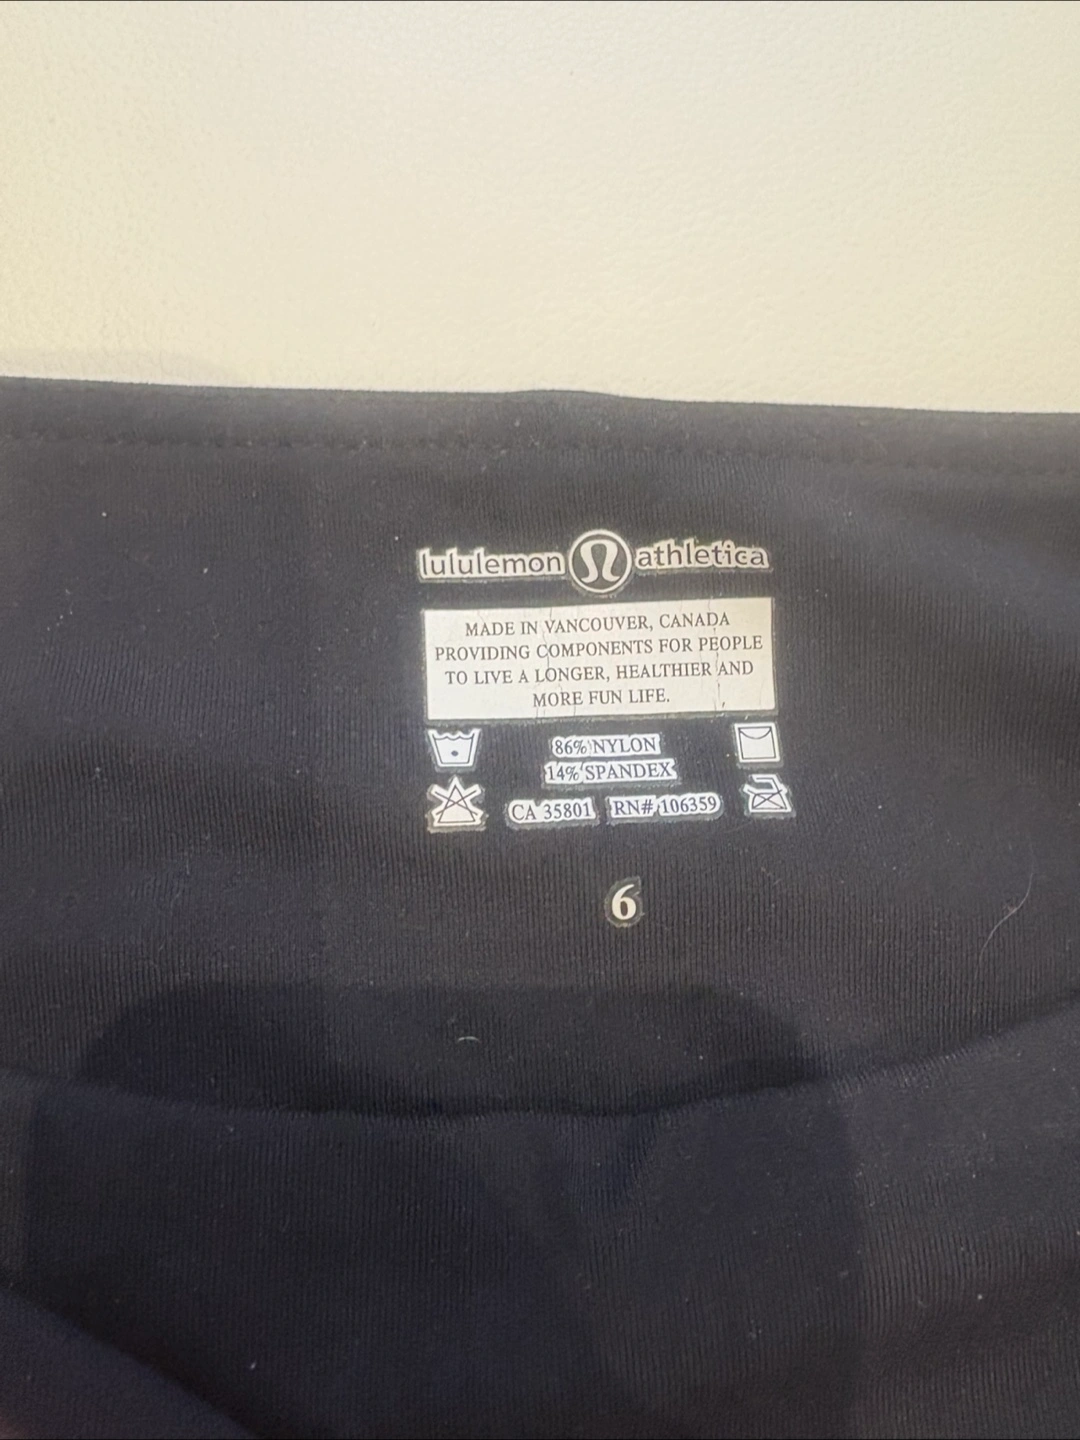 lululemon athletica
MADE IN VANCOUVER, CANADA
PROVIDING COMPONENTS FOR PEOPLE
TO LIVE A LONGER, HEALTHIER AND
MORE FUN LIFE.
86% NYLON
14% SPANDEX
CA 35801 RN# 106359
6